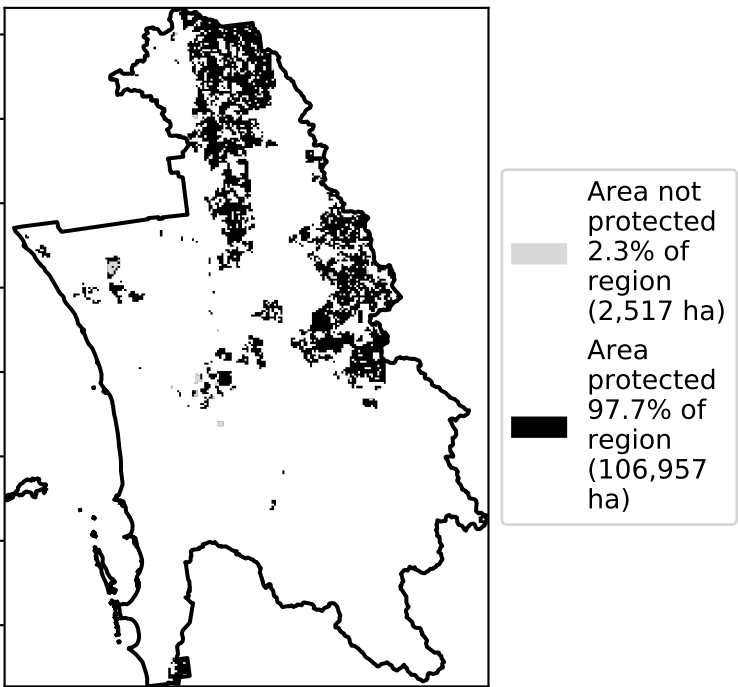 Area not
protected
2.3% of
region
(2,517 ha)
Area
protected
97.7% of
region
(106,957
ha)